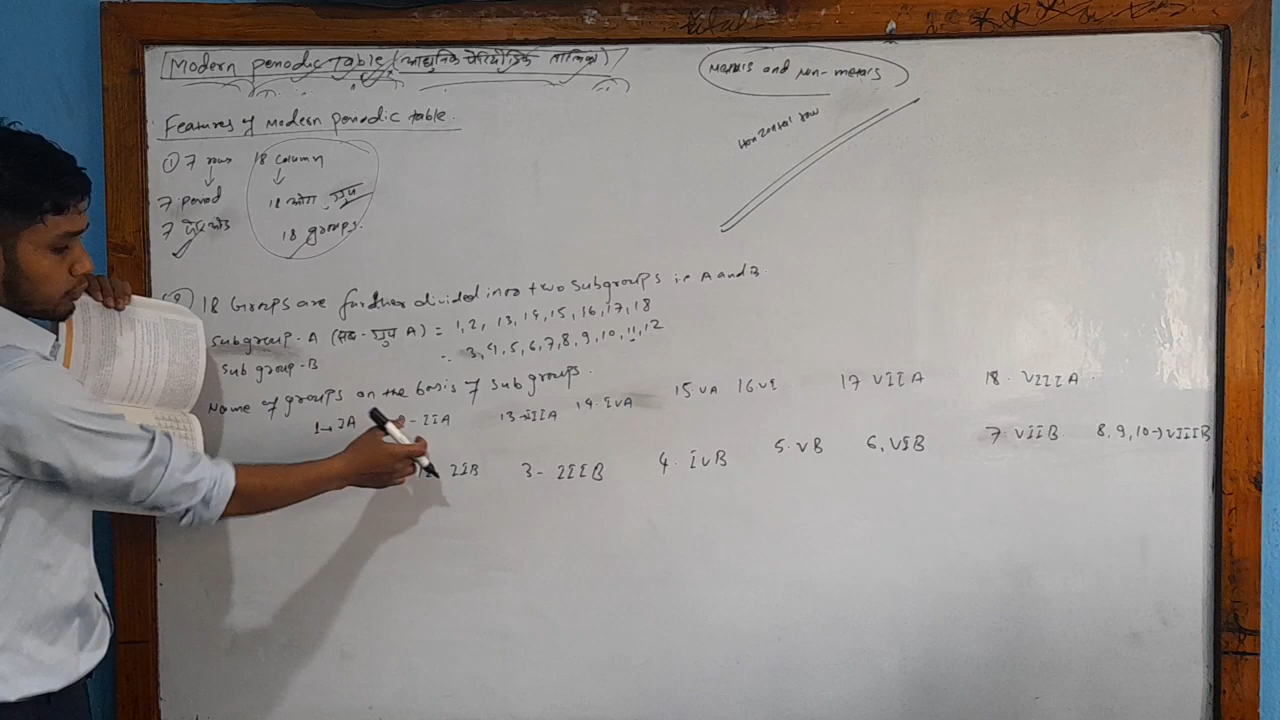 Modern periodic Table (आधुनिक पेरियोडिक तालिका)
Metals and Non-metals
Horizontal row
Features of Modern periodic table.
① 7 rows 18 column
↓ ↓
7 period 18 ओटा ग्रुप
7 पेरियोड 18 groups.
18 Groups are further divided into two subgroups i.e A and B.
Subgroup-A (सब-ग्रुप A) = 1, 2, 13, 14, 15, 16, 17, 18
Sub group-B 3, 4, 5, 6, 7, 8, 9, 10, 11, 12
Name of groups on the basis of sub groups.
1→IA - IIA 13→IIIA 14. IVA 15 VA 16 VI 17 VIIA 18. VIIIA.
IIB 3- IIIB 4. IVB 5. VB 6. VIB 7. VIIB 8, 9, 10→VIIIB